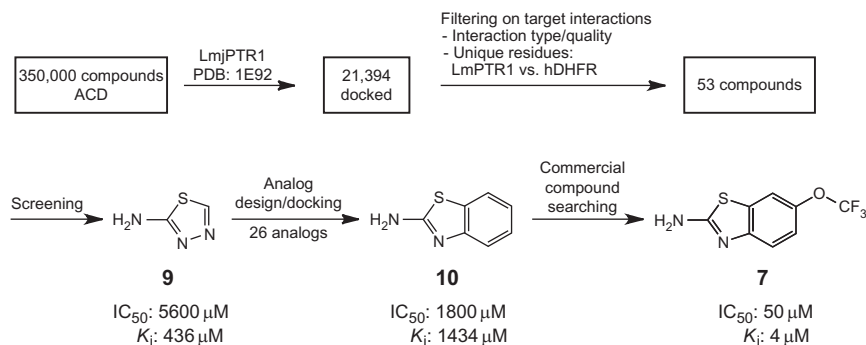 350,000 compounds
ACD
LmjPTR1
PDB: 1E92
21,394
docked
Filtering on target interactions
- Interaction type/quality
- Unique residues:
LmPTR1 vs. hDHFR
53 compounds
Screening
H2N
S
N
N
9
IC50: 5600 µM
Ki: 436 µM
Analog
design/docking
26 analogs
H2N
S
N
10
IC50: 1800 µM
Ki: 1434 µM
Commercial
compound
searching
H2N
S
N
O
CF3
7
IC50: 50 µM
Ki: 4 µM